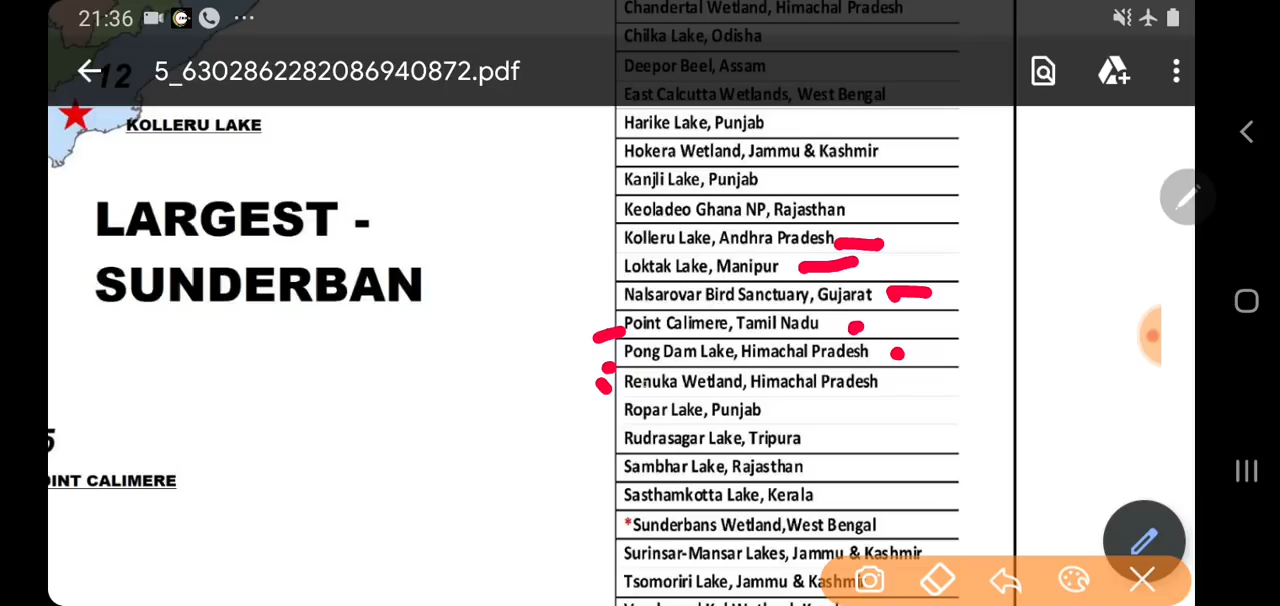 21:36
5_6302862282086940872.pdf
12
KOLLERU LAKE
LARGEST -
SUNDERBAN
5
OINT CALIMERE
Chandertal Wetland, Himachal Pradesh
Chilka Lake, Odisha
Deepor Beel, Assam
East Calcutta Wetlands, West Bengal
Harike Lake, Punjab
Hokera Wetland, Jammu & Kashmir
Kanjli Lake, Punjab
Keoladeo Ghana NP, Rajasthan
Kolleru Lake, Andhra Pradesh
Loktak Lake, Manipur
Nalsarovar Bird Sanctuary, Gujarat
Point Calimere, Tamil Nadu
Pong Dam Lake, Himachal Pradesh
Renuka Wetland, Himachal Pradesh
Ropar Lake, Punjab
Rudrasagar Lake, Tripura
Sambhar Lake, Rajasthan
Sasthamkotta Lake, Kerala
*Sunderbans Wetland,West Bengal
Surinsar-Mansar Lakes, Jammu & Kashmir
Tsomoriri Lake, Jammu & Kashmi